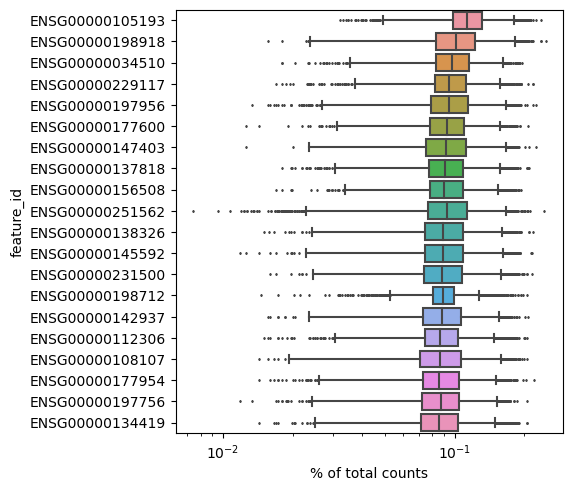 feature_id
ENSG00000105193
ENSG00000198918
ENSG00000034510
ENSG00000229117
ENSG00000197956
ENSG00000177600
ENSG00000147403
ENSG00000137818
ENSG00000156508
ENSG00000251562
ENSG00000138326
ENSG00000145592
ENSG00000231500
ENSG00000198712
ENSG00000142937
ENSG00000112306
ENSG00000108107
ENSG00000177954
ENSG00000197756
ENSG00000134419
10⁻² 10⁻¹
% of total counts